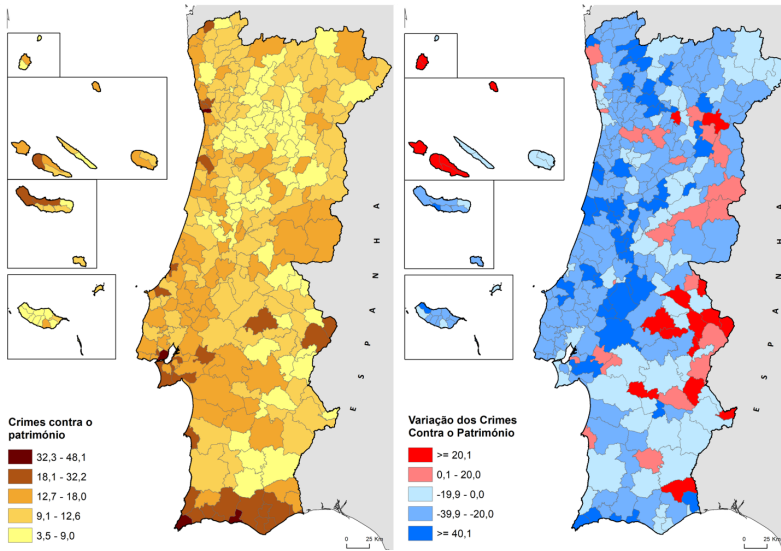 E S P A N H A
Crimes contra o
património
32,3 - 48,1
18,1 - 32,2
12,7 - 18,0
9,1 - 12,6
3,5 - 9,0
0 25 Km
E S P A N H A
Variação dos Crimes
Contra o Património
>= 20,1
0,1 - 20,0
-19,9 - 0,0
-39,9 - -20,0
>= 40,1
0 25 Km